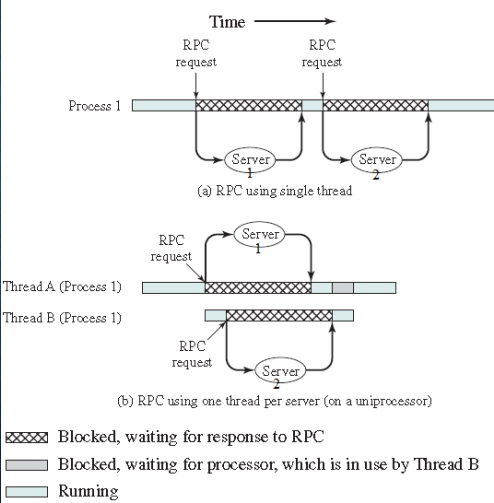 Time
RPC
request
RPC
request
Process 1
Server
1
Server
2
(a) RPC using single thread
RPC
request
Server
1
Thread A (Process 1)
Thread B (Process 1)
RPC
request
Server
2
(b) RPC using one thread per server (on a uniprocessor)
Blocked, waiting for response to RPC
Blocked, waiting for processor, which is in use by Thread B
Running